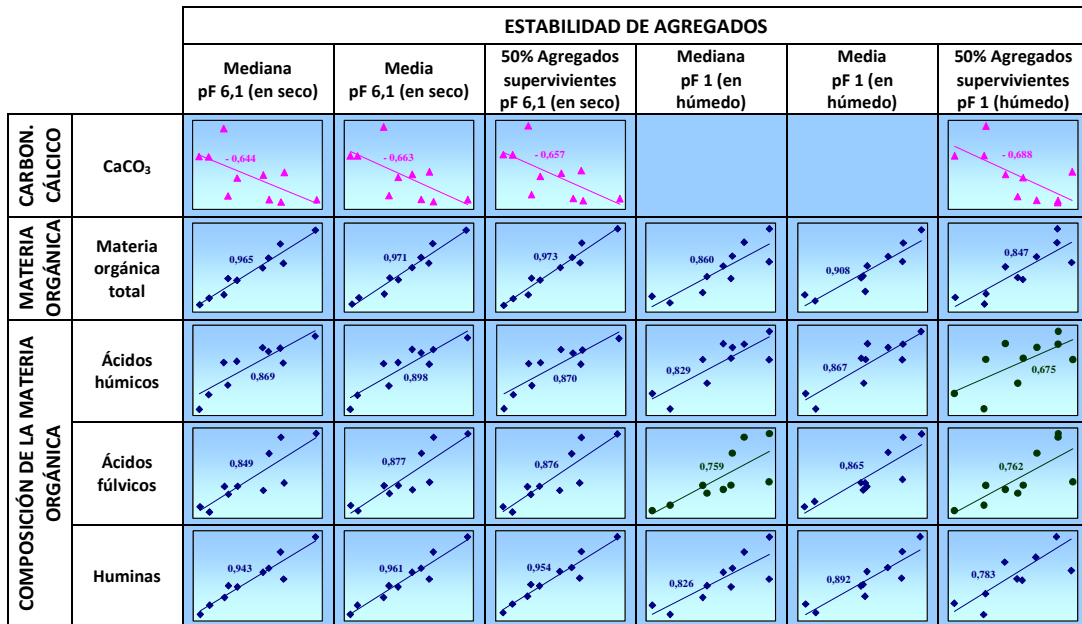 ESTABILIDAD DE AGREGADOS
Mediana
pF 6,1 (en seco)
Media
pF 6,1 (en seco)
50% Agregados
supervivientes
pF 6,1 (en seco)
Mediana
pF 1 (en
húmedo)
Media
pF 1 (en
húmedo)
50% Agregados
supervivientes
pF 1 (húmedo)
CARBON.
CÁLCICO
CaCO₃
- 0,644
- 0,663
- 0,657
- 0,688
MATERIA
ORGÁNICA
Materia
orgánica
total
0,965
0,971
0,973
0,860
0,908
0,847
COMPOSICIÓN DE LA MATERIA
ORGÁNICA
Ácidos
húmicos
0,869
0,898
0,870
0,829
0,867
0,675
Ácidos
fúlvicos
0,849
0,877
0,876
0,759
0,865
0,762
Huminas
0,943
0,961
0,954
0,826
0,892
0,783